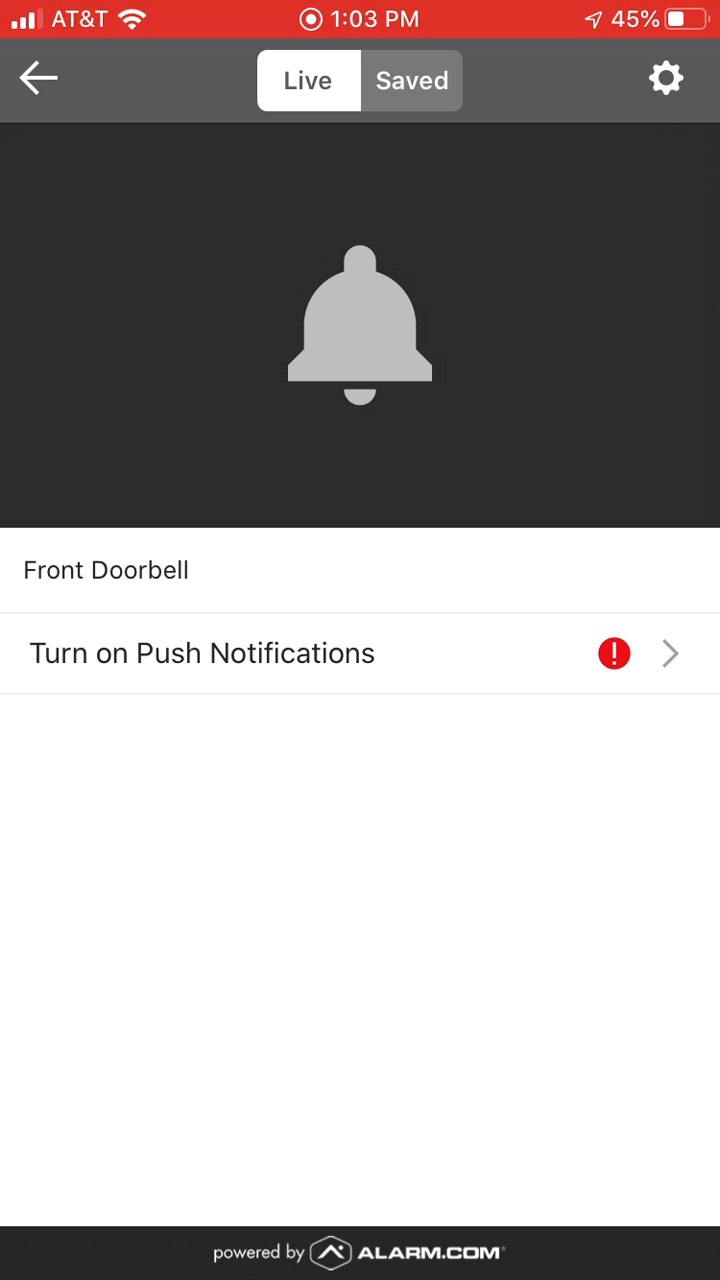 AT&T 1:03 PM 45%
Live Saved
Front Doorbell
Turn on Push Notifications
powered by ALARM.COM